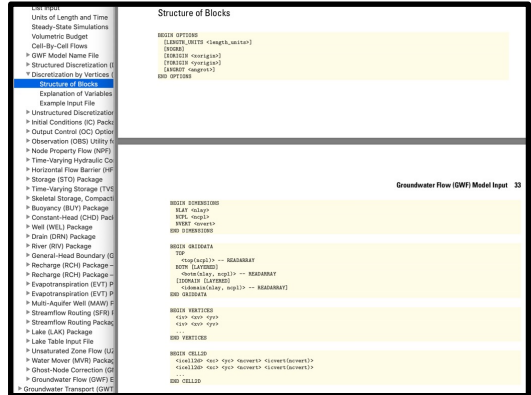 List Input
Units of Length and Time
Steady-State Simulations
Volumetric Budget
Cell-By-Cell Flows
GWF Model Name File
Structured Discretization (
Discretization by Vertices (
Structure of Blocks
Explanation of Variables
Example Input File
Unstructured Discretization
Initial Conditions (IC) Packa
Output Control (OC) Option
Observation (OBS) Utility fo
Node Property Flow (NPF)
Time-Varying Hydraulic Co
Horizontal Flow Barrier (HF
Storage (STO) Package
Time-Varying Storage (TVS
Skeletal Storage, Compacti
Buoyancy (BUY) Package
Constant-Head (CHD) Pack
Well (WEL) Package
Drain (DRN) Package
River (RIV) Package
General-Head Boundary (G
Recharge (RCH) Package –
Recharge (RCH) Package –
Evapotranspiration (EVT) P
Evapotranspiration (EVT) P
Multi-Aquifer Well (MAW) P
Streamflow Routing (SFR) P
Streamflow Routing Packag
Lake (LAK) Package
Lake Table Input File
Unsaturated Zone Flow (UZ
Water Mover (MVR) Packag
Ghost-Node Correction (GN
Groundwater Flow (GWF) E
Groundwater Transport (GWT
Structure of Blocks
BEGIN OPTIONS
[LENGTH_UNITS <length_units>]
[NOGRB]
[XORIGIN <xorigin>]
[YORIGIN <yorigin>]
[ANGROT <angrot>]
END OPTIONS
Groundwater Flow (GWF) Model Input 33
BEGIN DIMENSIONS
NLAY <nlay>
NCPL <ncpl>
NVERT <nvert>
END DIMENSIONS
BEGIN GRIDDATA
TOP
<top(ncpl)> -- READARRAY
BOTM [LAYERED]
<botm(nlay, ncpl)> -- READARRAY
[IDOMAIN [LAYERED]
<idomain(nlay, ncpl)> -- READARRAY]
END GRIDDATA
BEGIN VERTICES
<iv> <xv> <yv>
<iv> <xv> <yv>
...
END VERTICES
BEGIN CELL2D
<icell2d> <xc> <yc> <ncvert> <icvert(ncvert)>
<icell2d> <xc> <yc> <ncvert> <icvert(ncvert)>
...
END CELL2D